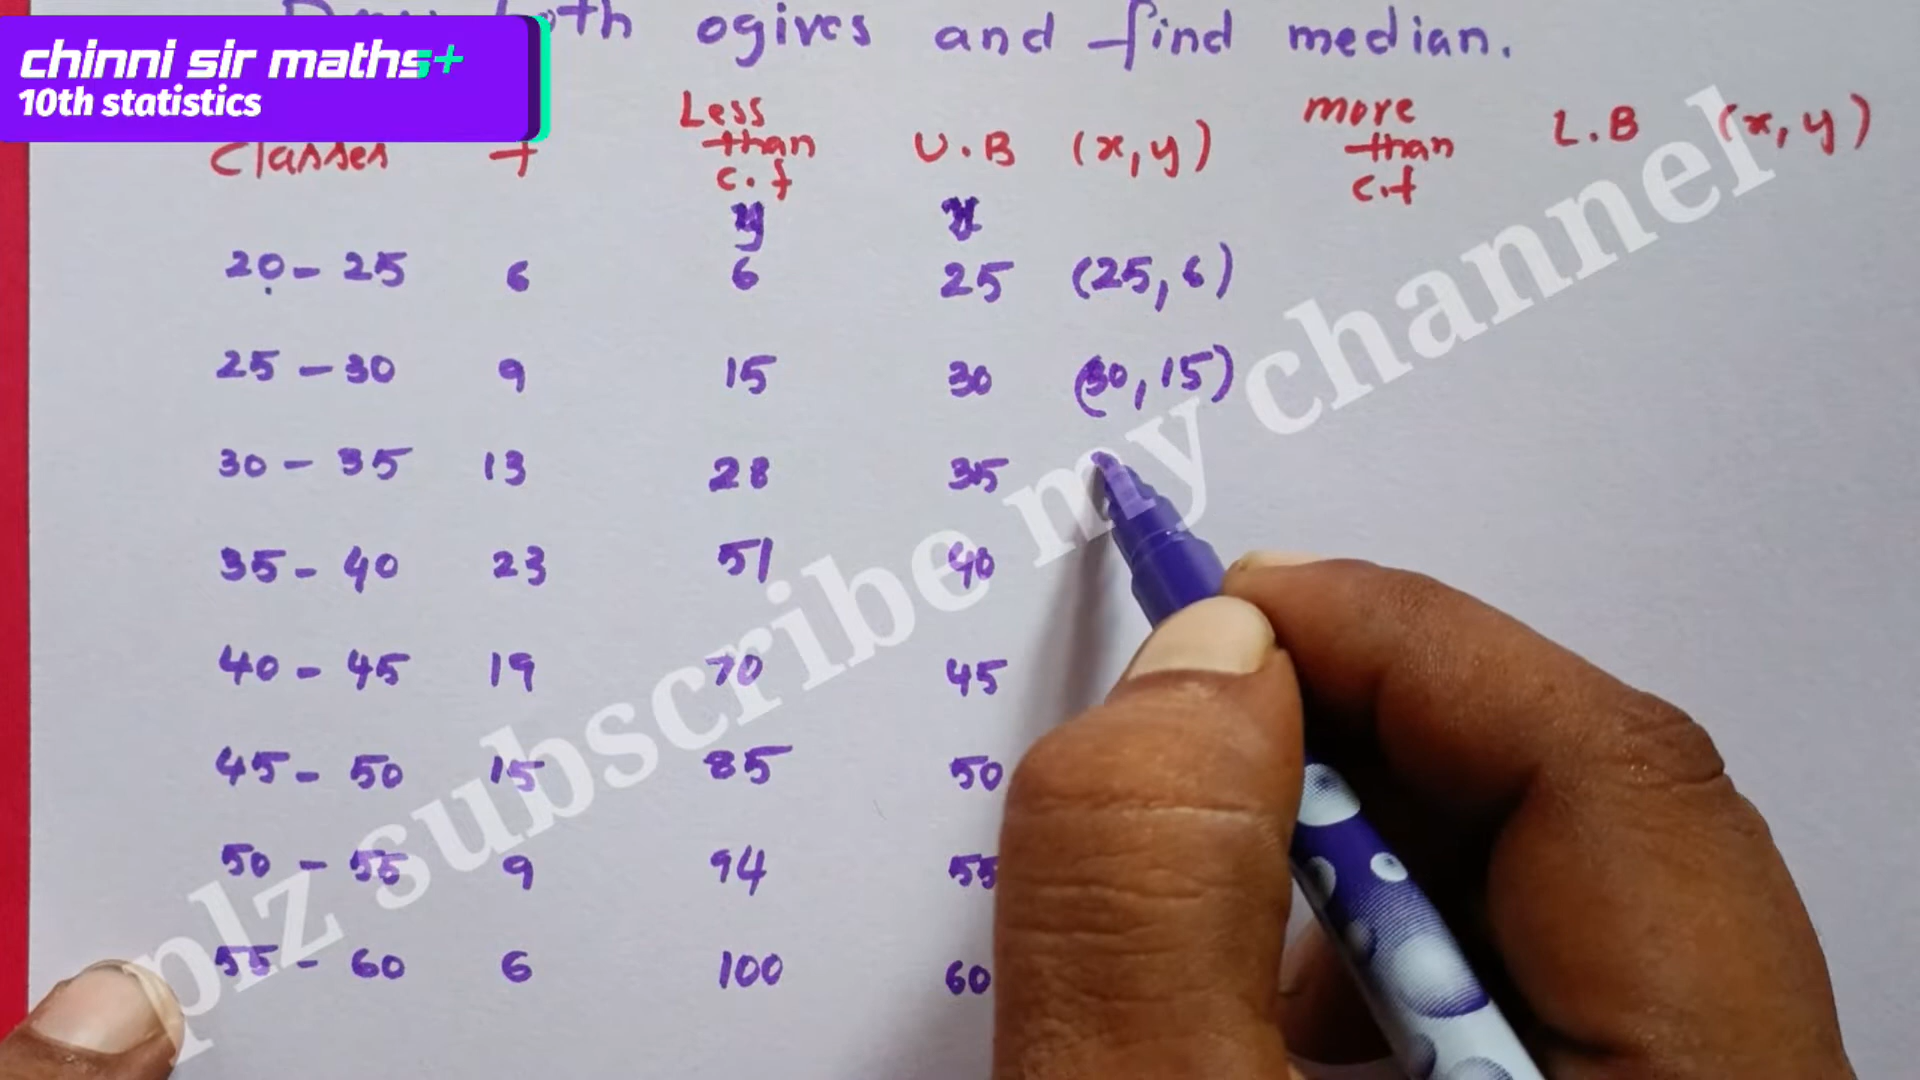 both ogives and find median.
chinni sir maths+
10th statistics
Classes f Less than c.f U.B (x,y) more than c.f L.B (x,y)
y x
20 - 25 6 6 25 (25,6)
25 - 30 9 15 30 (30,15)
30 - 35 13 28 35
35 - 40 23 51 40
40 - 45 19 70 45
45 - 50 15 85 50
50 - 55 9 94 55
55 - 60 6 100 60
plz subscribe my channel